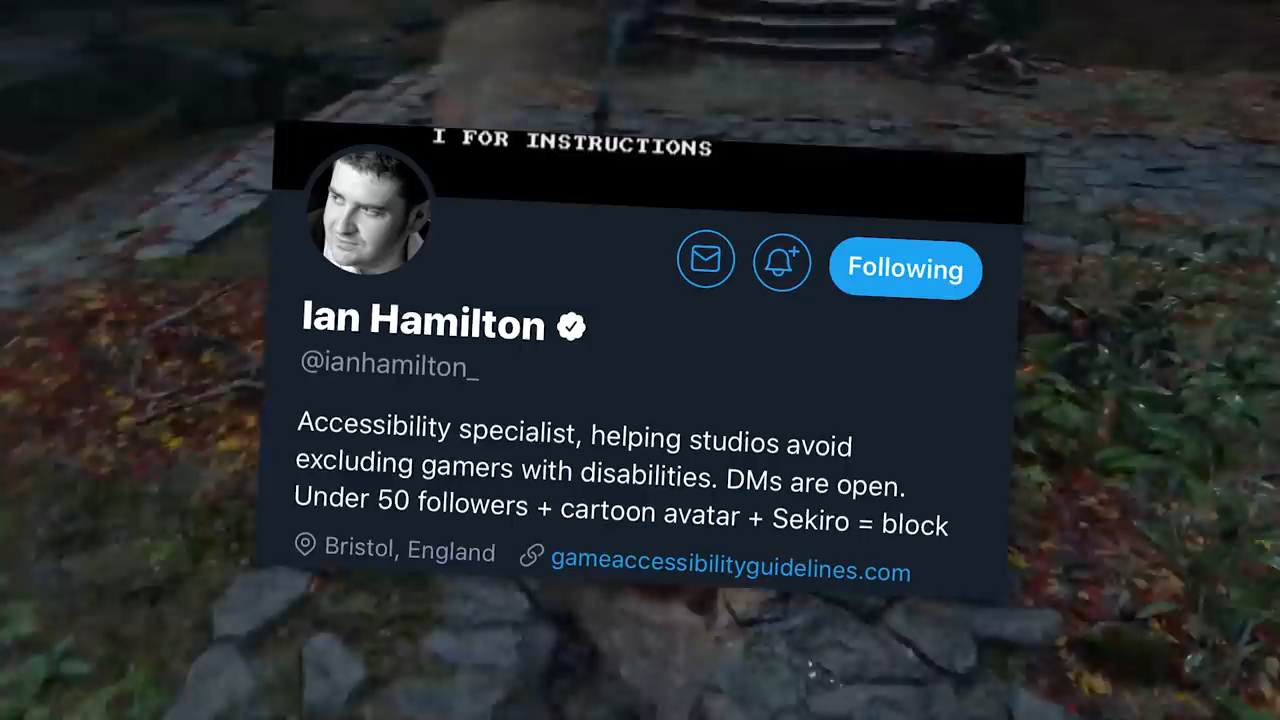 I FOR INSTRUCTIONS
Following
Ian Hamilton
@ianhamilton_
Accessibility specialist, helping studios avoid
excluding gamers with disabilities. DMs are open.
Under 50 followers + cartoon avatar + Sekiro = block
Bristol, England gameaccessibilityguidelines.com